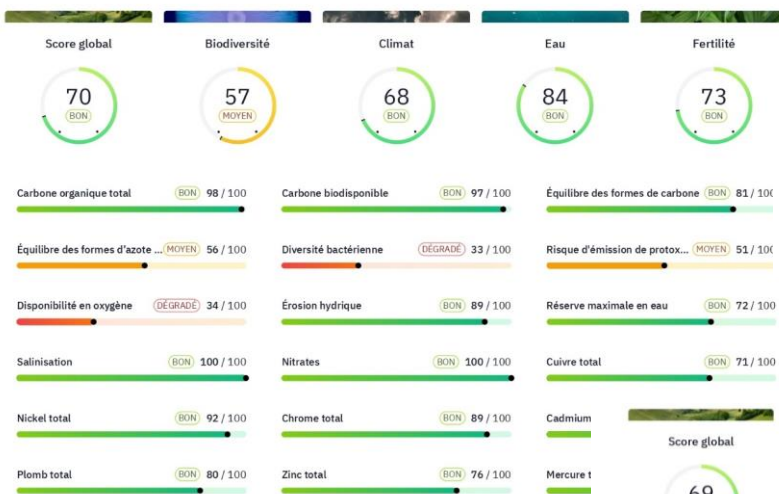 Score global Biodiversité Climat Eau Fertilité
70 57 68 84 73
BON MOYEN BON BON BON
Carbone organique total BON 98 / 100 Carbone biodisponible BON 97 / 100 Équilibre des formes de carbone BON 81 / 10
Équilibre des formes d'azote ... MOYEN 56 / 100 Diversité bactérienne DÉGRADÉ 33 / 100 Risque d'émission de protox... MOYEN 51 / 10
Disponibilité en oxygène DÉGRADÉ 34 / 100 Érosion hydrique BON 89 / 100 Réserve maximale en eau BON 72 / 100
Salinisation BON 100 / 100 Nitrates BON 100 / 100 Cuivre total BON 71 / 100
Nickel total BON 92 / 100 Chrome total BON 89 / 100 Cadmium
Score global
Plomb total BON 80 / 100 Zinc total BON 76 / 100 Mercure t
69